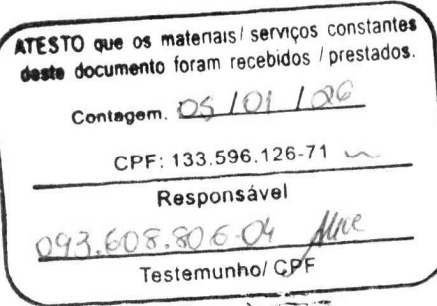 ATESTO que os materiais/ serviços constantes
deste documento foram recebidos / prestados.
Contagem. 05 / 01 / 26
CPF: 133.596.126-71
Responsável
093.608.806-04
Testemunho/ CPF